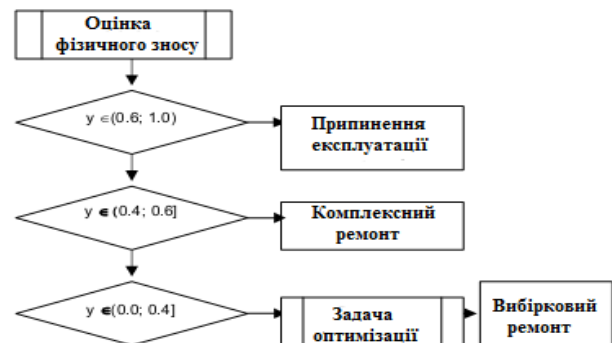 Оцінка
фізичного зносу
y ∈(0.6; 1.0)
Припинення
експлуатації
y ∈ (0.4; 0.6]
Комплексний
ремонт
y ∈(0.0; 0.4]
Задача
оптимізації
Вибірковий
ремонт